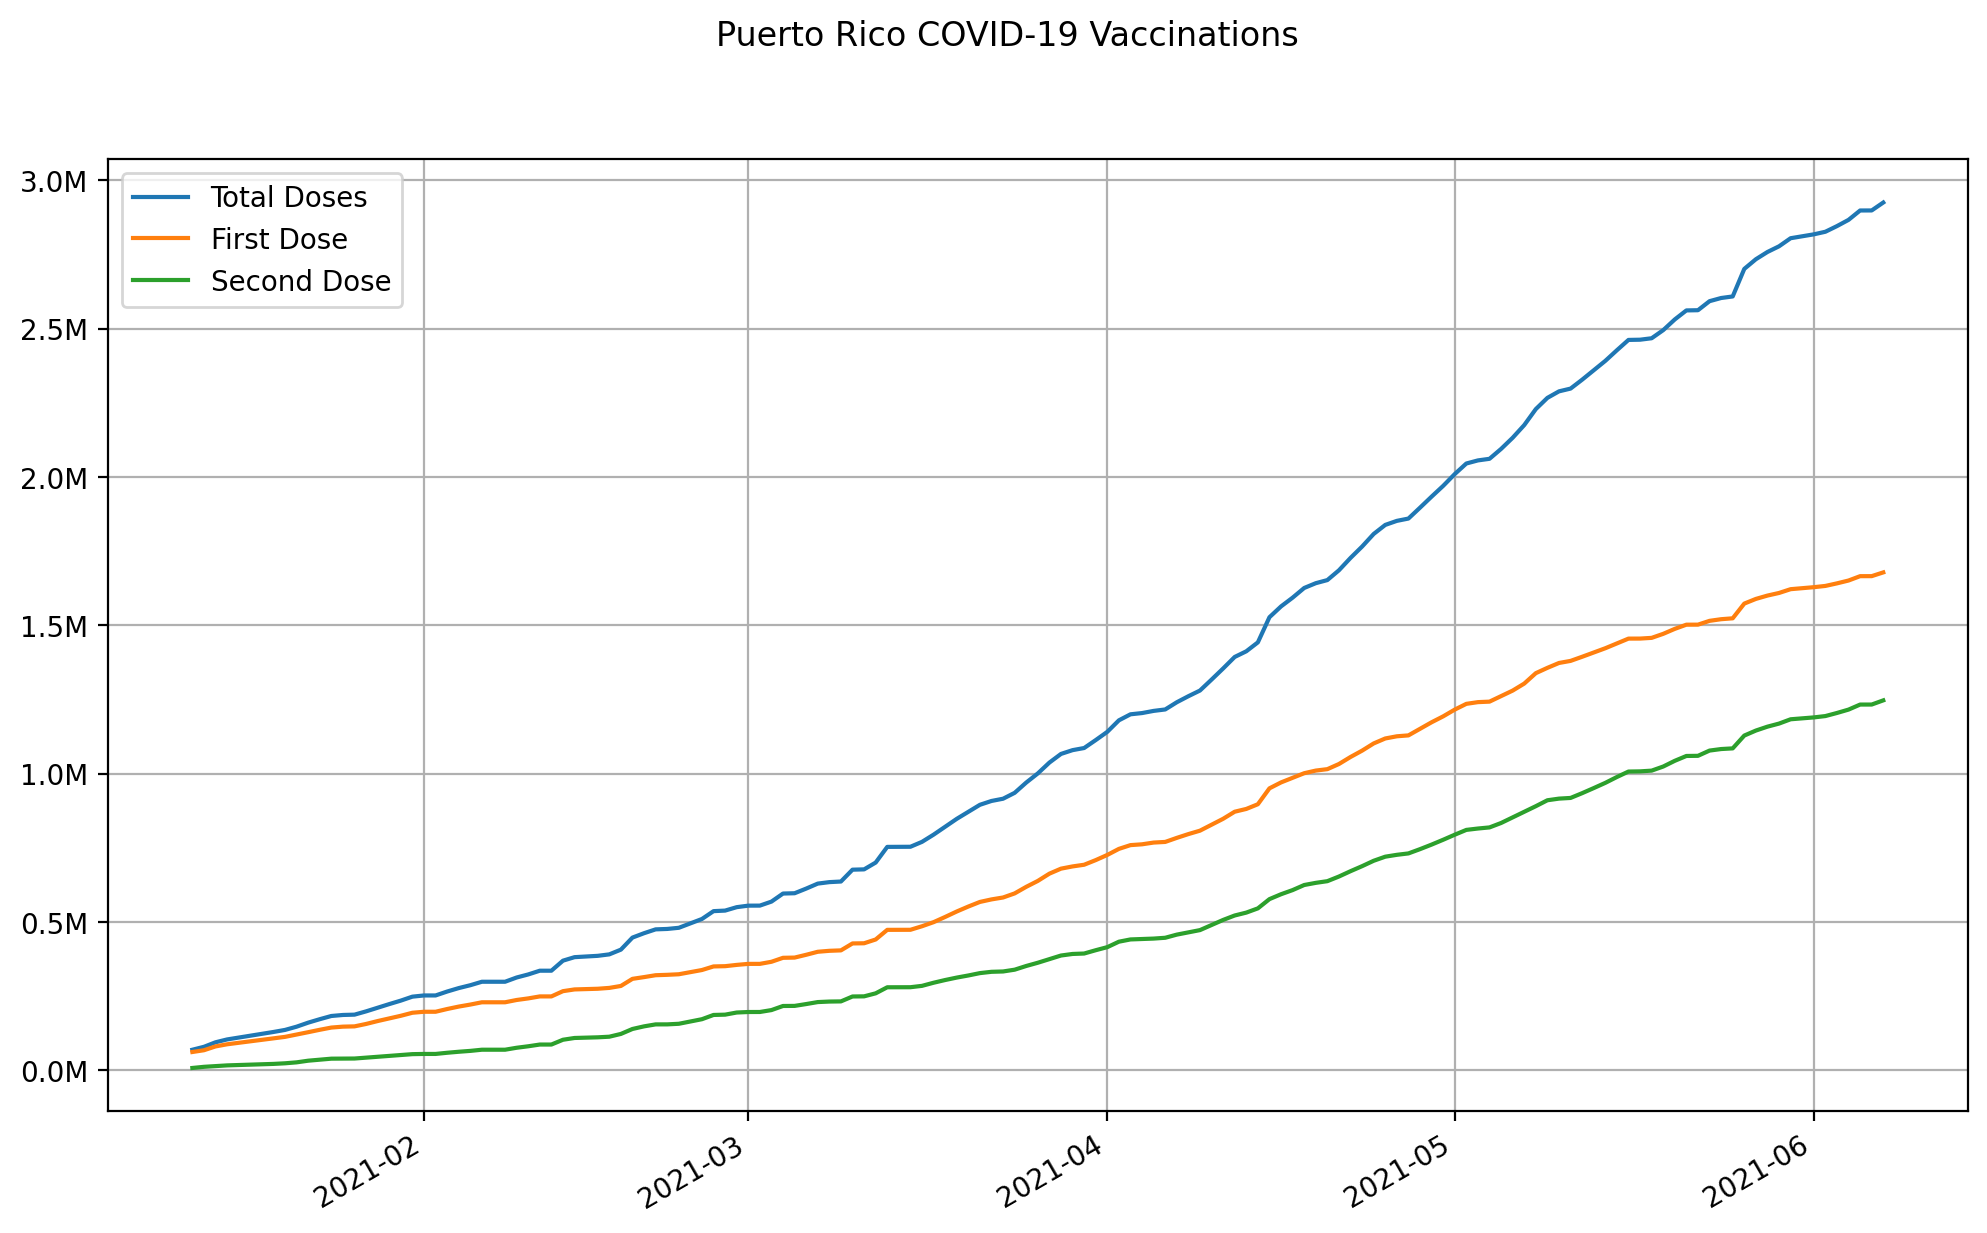 Puerto Rico COVID-19 Vaccinations
3.0M
2.5M
2.0M
1.5M
1.0M
0.5M
0.0M
Total Doses
First Dose
Second Dose
2021-02
2021-03
2021-04
2021-05
2021-06